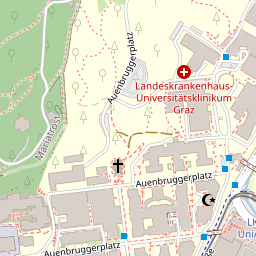 Auenbruggerplatz
Landeskrankenhaus-
Universitätsklinikum
Graz
Mariatrost
Auenbruggerplatz
Auenbruggerplatz
LK
Uni